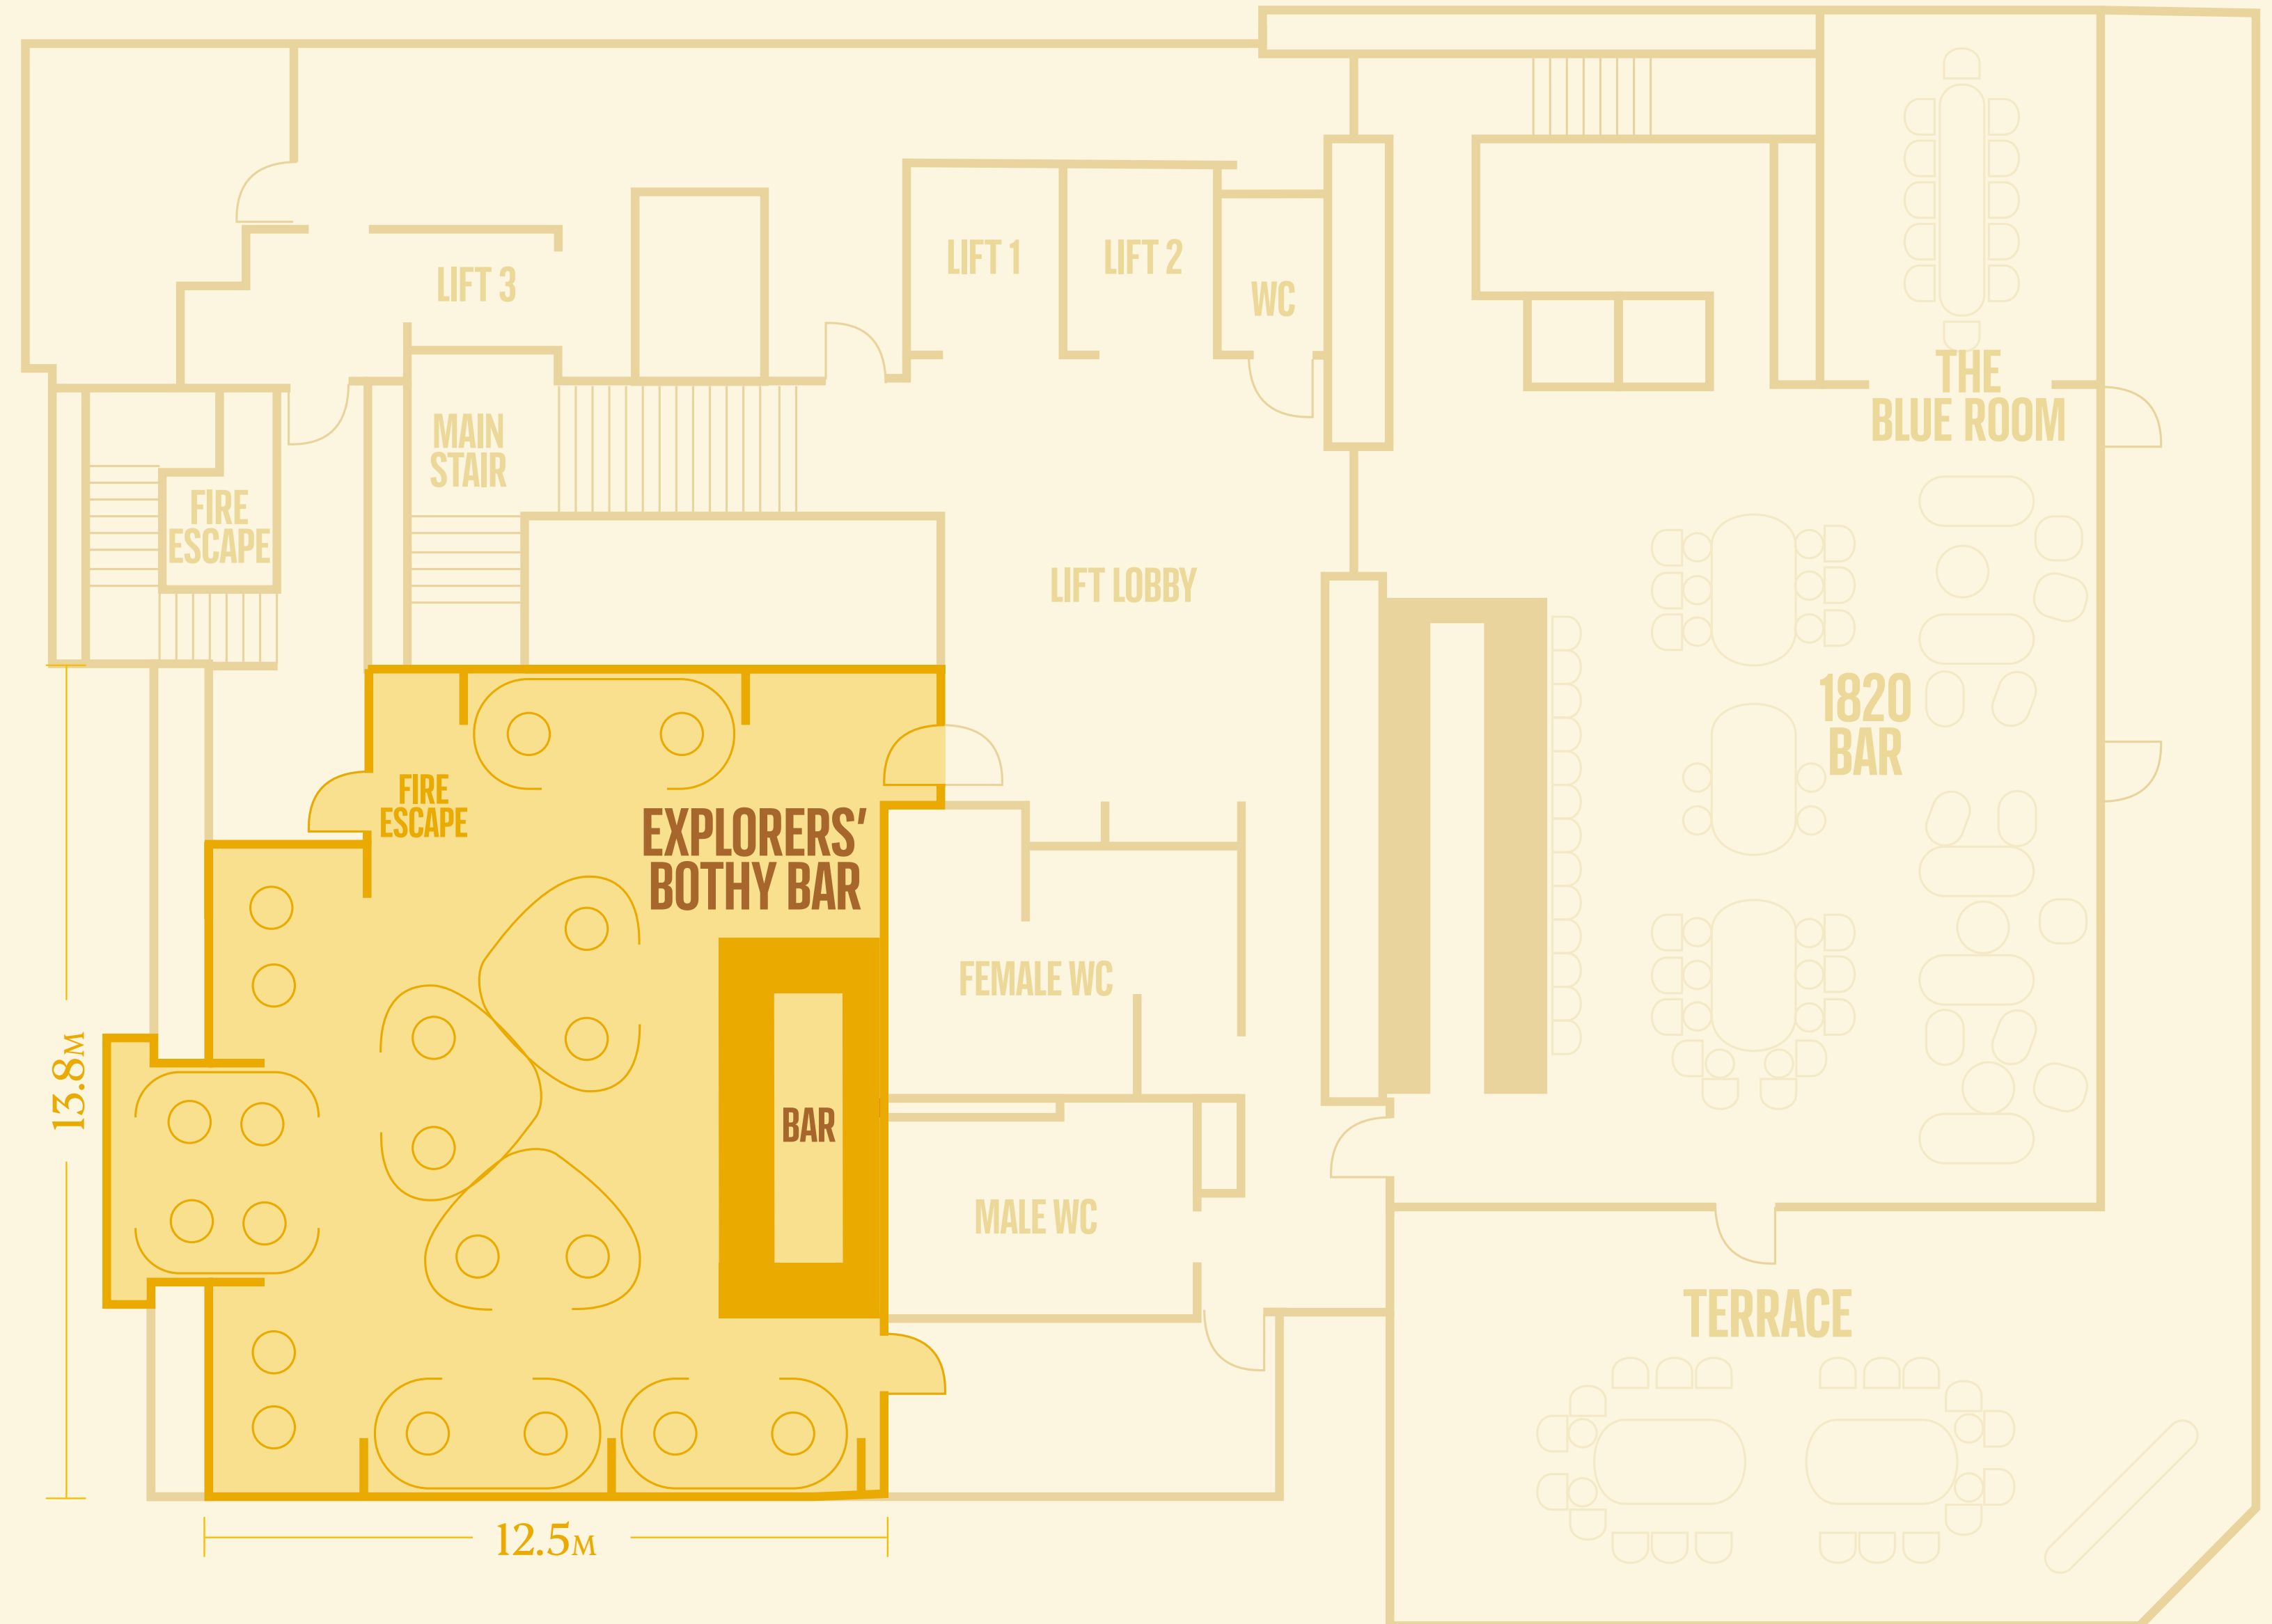 LIFT 1
LIFT 2
LIFT 3
WC
THE
BLUE ROOM
MAIN
STAIR
FIRE
ESCAPE
LIFT LOBBY
1820
BAR
FIRE
ESCAPE
EXPLORERS'
BOTHY BAR
FEMALE WC
13.8M
BAR
MALE WC
TERRACE
12.5M